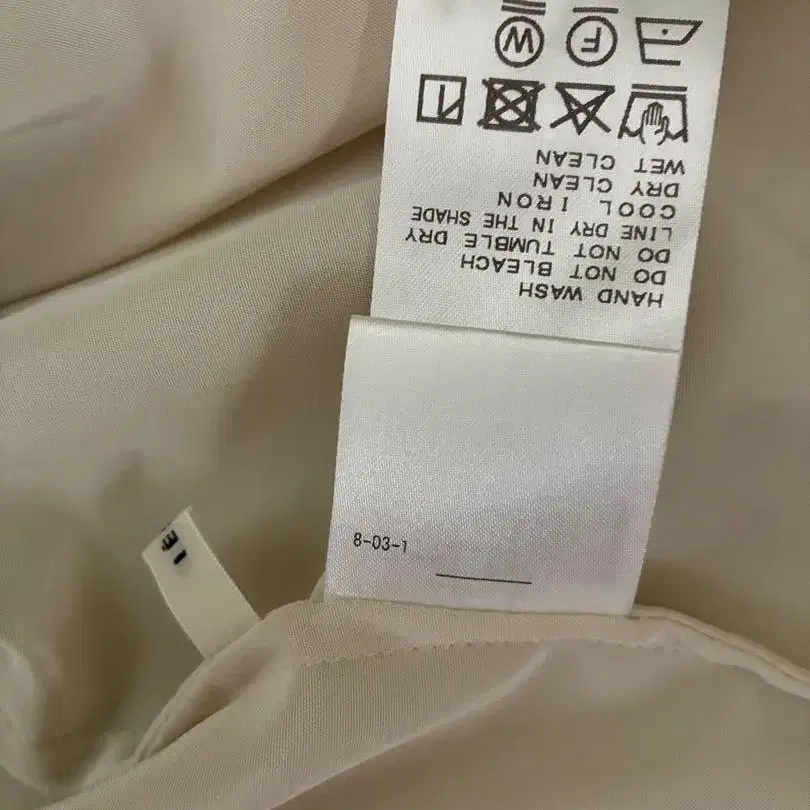 HAND WASH
DO NOT BLEACH
DO NOT TUMBLE DRY
LINE DRY IN THE SHADE
COOL IRON
DRY CLEAN
WET CLEAN
F
W
8-03-1